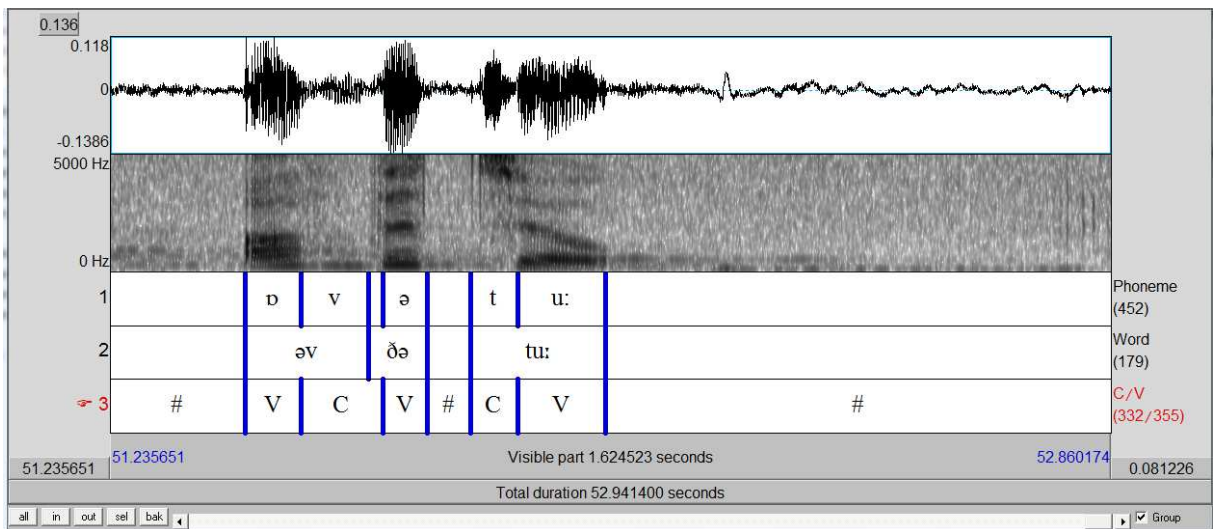 0.136
0.118
0
-0.1386
5000 Hz
0 Hz
1 ɒ v ə t u: Phoneme (452)
2 əv ðə tuː Word (179)
☞ 3 # V C V # C V # C/V (332/355)
51.235651 51.235651 Visible part 1.624523 seconds 52.860174 0.081226
Total duration 52.941400 seconds
all in out sel bak Group